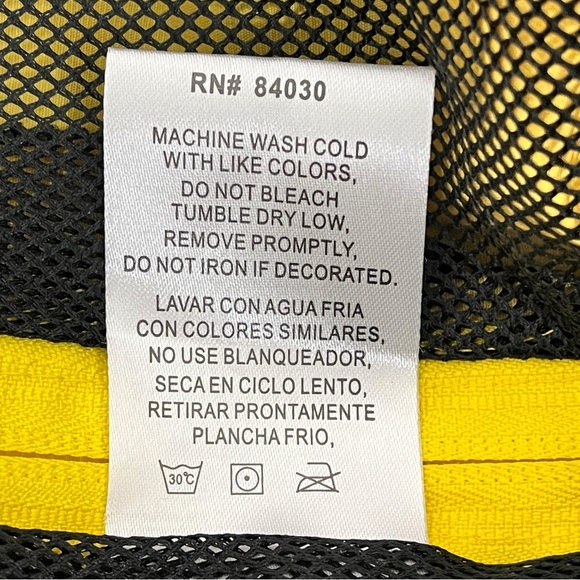 RN# 84030
MACHINE WASH COLD
WITH LIKE COLORS,
DO NOT BLEACH
TUMBLE DRY LOW,
REMOVE PROMPTLY,
DO NOT IRON IF DECORATED.
LAVAR CON AGUA FRIA
CON COLORES SIMILARES,
NO USE BLANQUEADOR,
SECA EN CICLO LENTO,
RETIRAR PRONTAMENTE
PLANCHA FRIO,
30℃